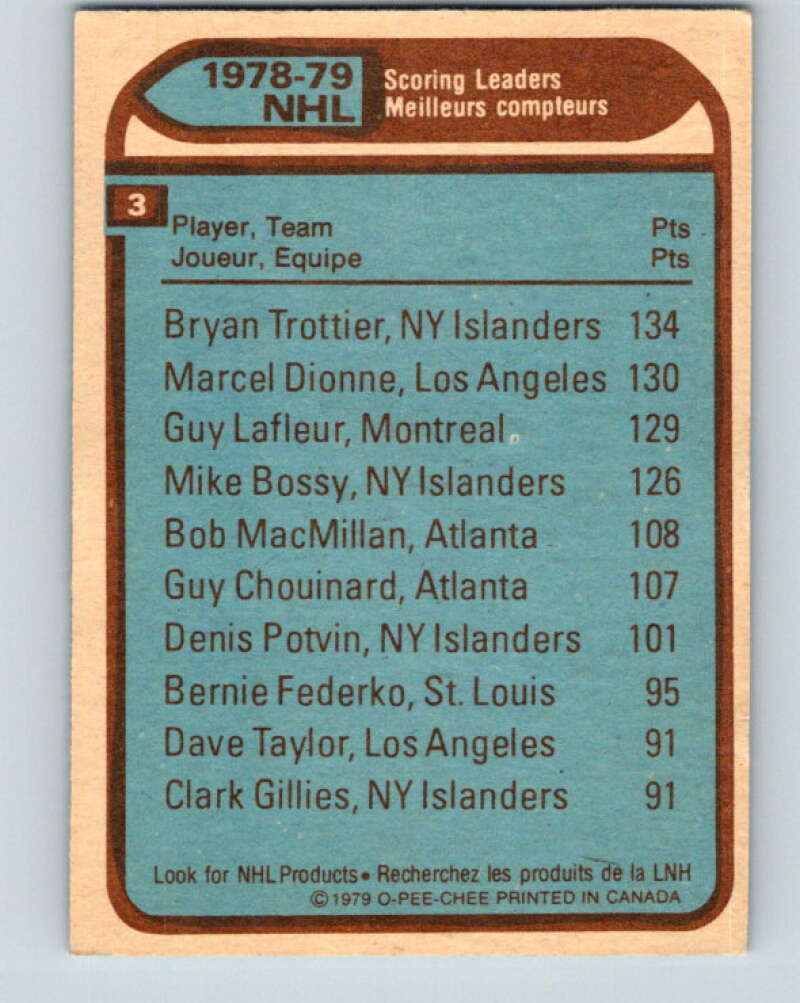 1978-79 NHL
Scoring Leaders
Meilleurs compteurs
3
Player, Team Pts
Joueur, Equipe Pts
Bryan Trottier, NY Islanders 134
Marcel Dionne, Los Angeles 130
Guy Lafleur, Montreal 129
Mike Bossy, NY Islanders 126
Bob MacMillan, Atlanta 108
Guy Chouinard, Atlanta 107
Denis Potvin, NY Islanders 101
Bernie Federko, St. Louis 95
Dave Taylor, Los Angeles 91
Clark Gillies, NY Islanders 91
Look for NHL Products • Recherchez les produits de la LNH
© 1979 O-PEE-CHEE PRINTED IN CANADA